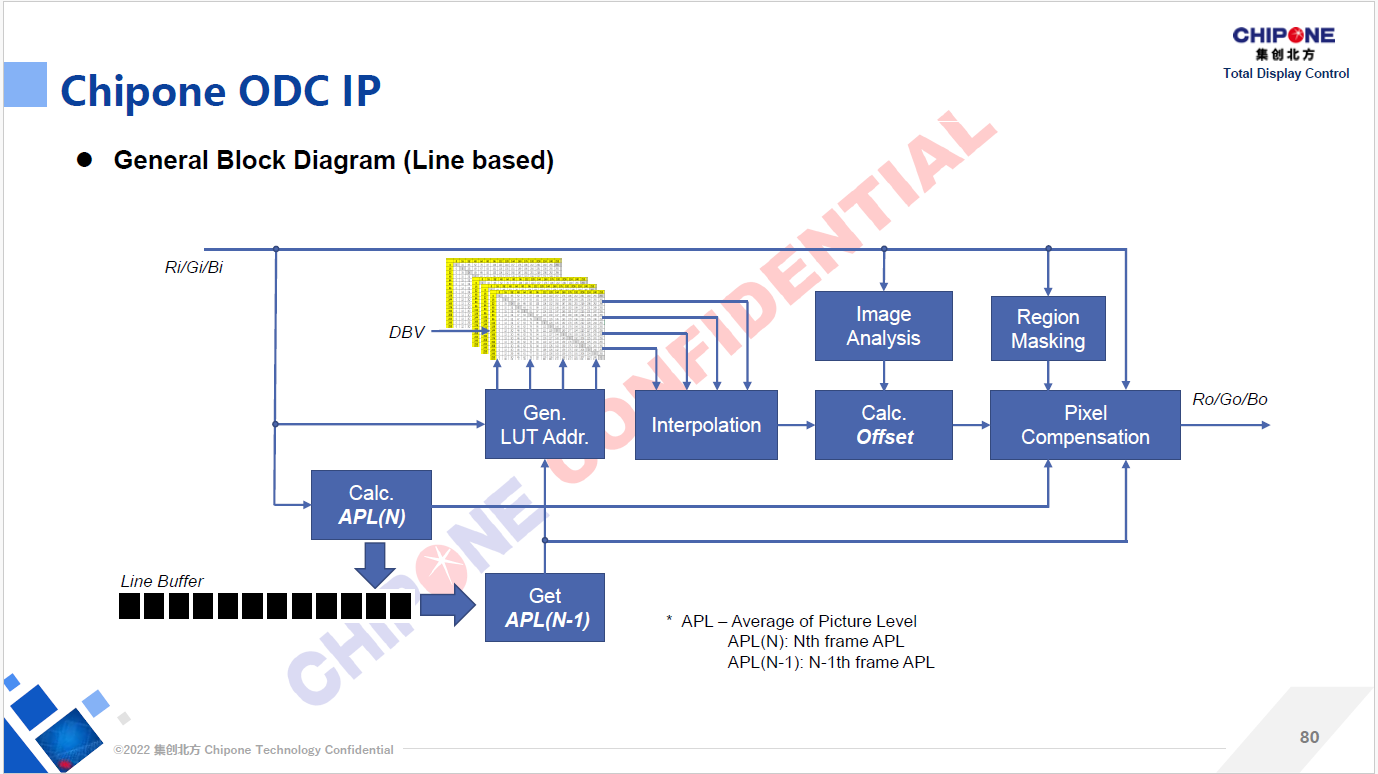 CHIPONE
集创北方
Total Display Control
Chipone ODC IP
● General Block Diagram (Line based)
Ri/Gi/Bi
DBV
Image
Analysis
Region
Masking
Gen.
LUT Addr.
Interpolation
Calc.
Offset
Pixel
Compensation
Ro/Go/Bo
Calc.
APL(N)
Line Buffer
Get
APL(N-1)
* APL – Average of Picture Level
APL(N): Nth frame APL
APL(N-1): N-1th frame APL
CHIPONE CONFIDENTIAL
©2022 集创北方 Chipone Technology Confidential
80